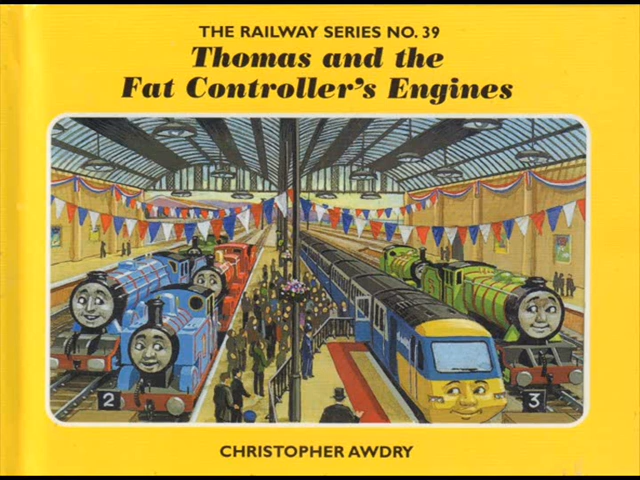 THE RAILWAY SERIES NO. 39
Thomas and the
Fat Controller's Engines
2
3
CHRISTOPHER AWDRY